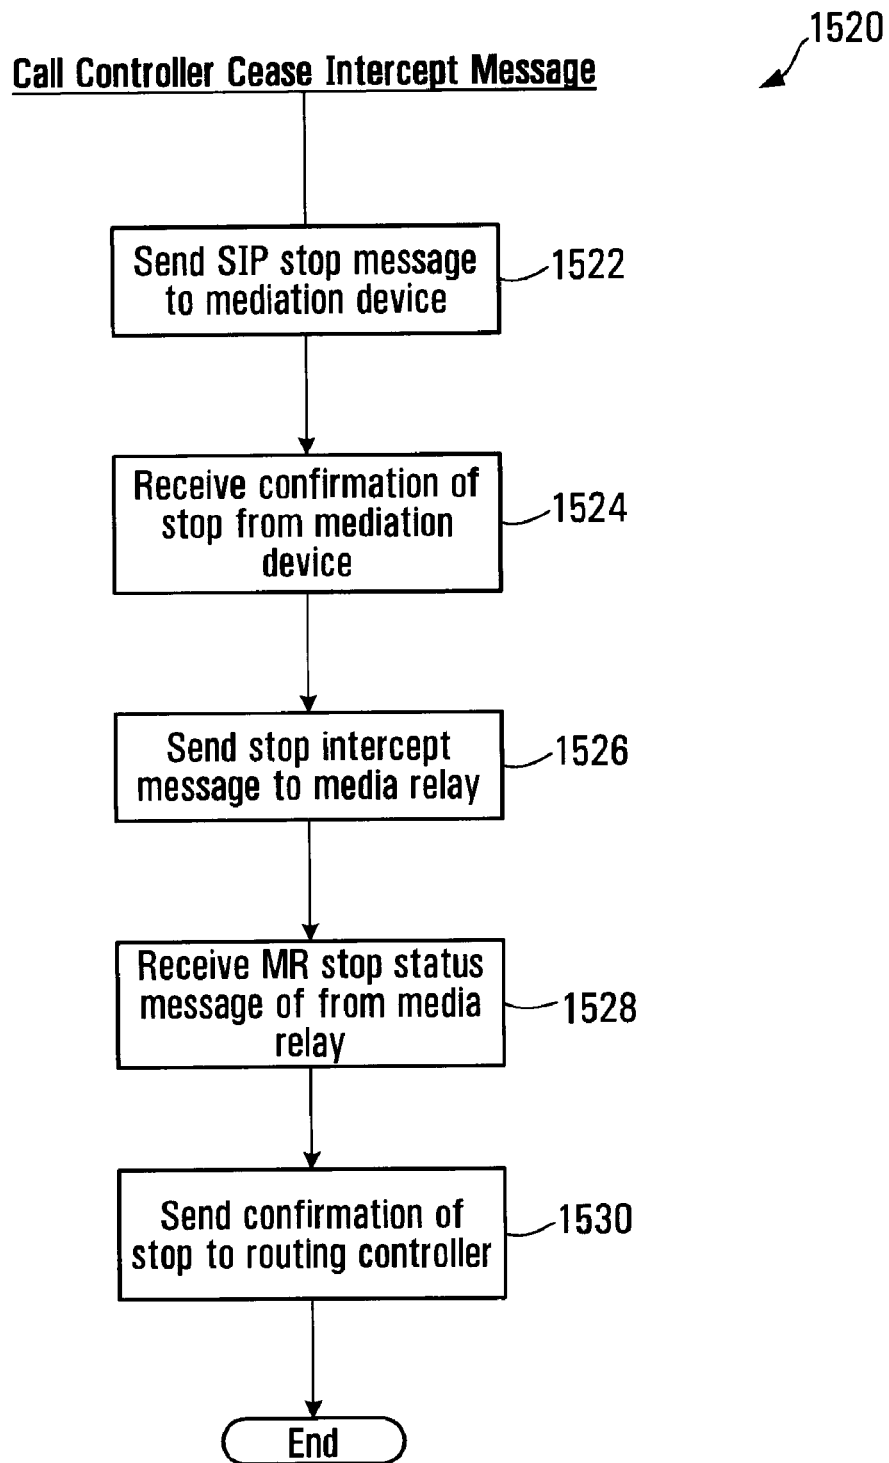 1520
Call Controller Cease Intercept Message
Send SIP stop message
to mediation device
1522
Receive confirmation of
stop from mediation
device
1524
Send stop intercept
message to media relay
1526
Receive MR stop status
message of from media
relay
1528
Send confirmation of
stop to routing controller
1530
End